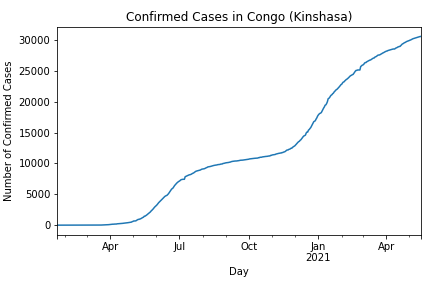 Confirmed Cases in Congo (Kinshasa)
Number of Confirmed Cases
30000
25000
20000
15000
10000
5000
0
Apr
Jul
Oct
Jan
2021
Apr
Day